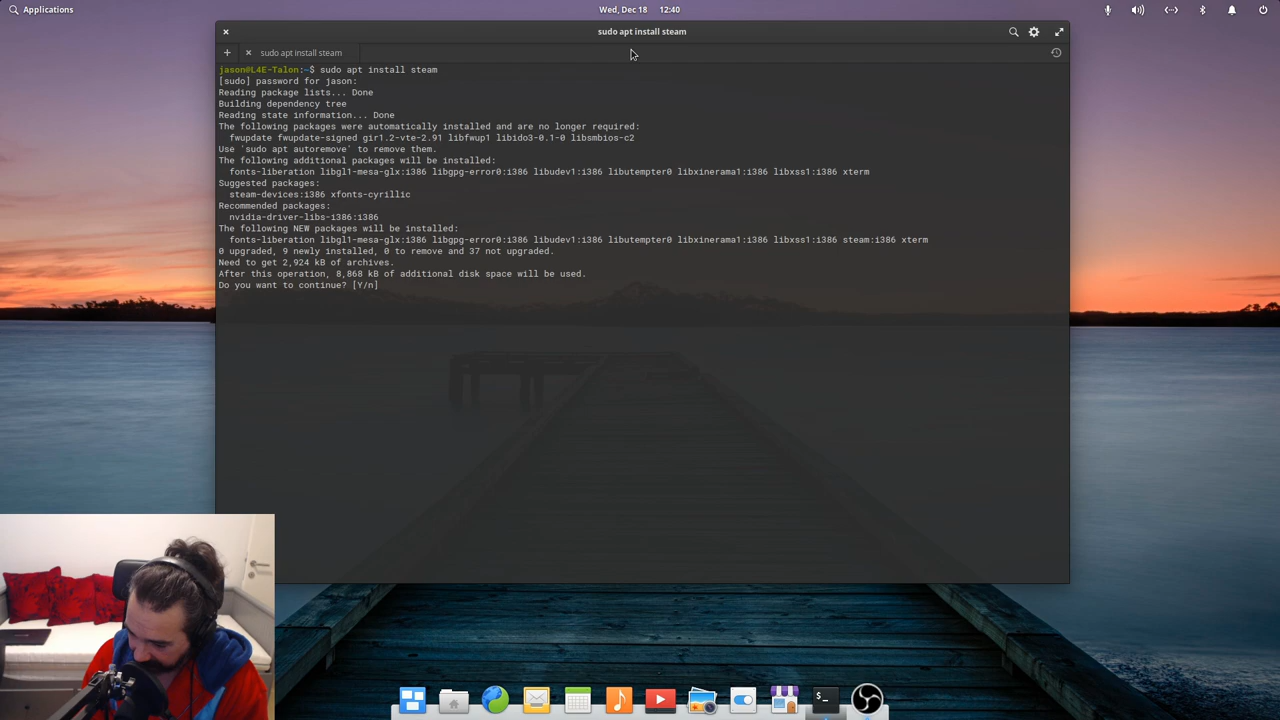 Applications
Wed, Dec 18 12:40
sudo apt install steam
sudo apt install steam
jason@L4E-Talon:~$ sudo apt install steam
[sudo] password for jason:
Reading package lists... Done
Building dependency tree
Reading state information... Done
The following packages were automatically installed and are no longer required:
fwupdate fwupdate-signed gir1.2-vte-2.91 libfwup1 libido3-0.1-0 libsmbios-c2
Use `sudo apt autoremove' to remove them.
The following additional packages will be installed:
fonts-liberation libgl1-mesa-glx:i386 libgpg-error0:i386 libudev1:i386 libutempter0 libxinerama1:i386 libxss1:i386 xterm
Suggested packages:
steam-devices:i386 xfonts-cyrillic
Recommended packages:
nvidia-driver-libs-i386:i386
The following NEW packages will be installed:
fonts-liberation libgl1-mesa-glx:i386 libgpg-error0:i386 libudev1:i386 libutempter0 libxinerama1:i386 libxss1:i386 steam:i386 xterm
0 upgraded, 9 newly installed, 0 to remove and 37 not upgraded.
Need to get 2,924 kB of archives.
After this operation, 8,868 kB of additional disk space will be used.
Do you want to continue? [Y/n]